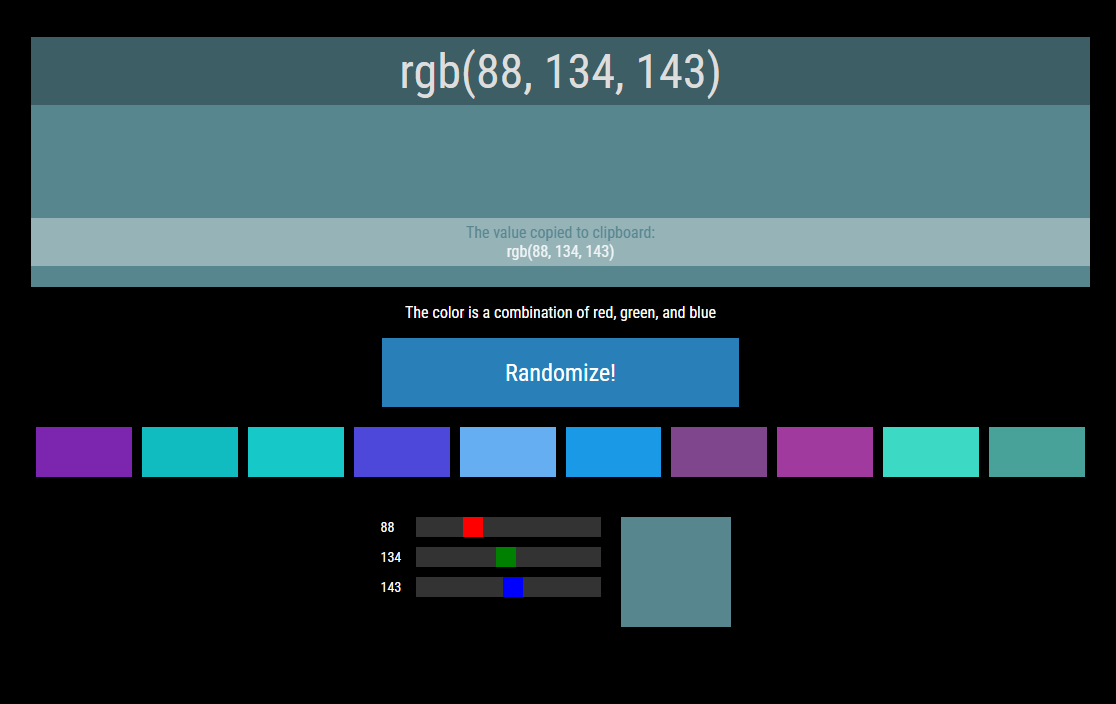 rgb(88, 134, 143)
The value copied to clipboard:
rgb(88, 134, 143)
The color is a combination of red, green, and blue
Randomize!
88
134
143